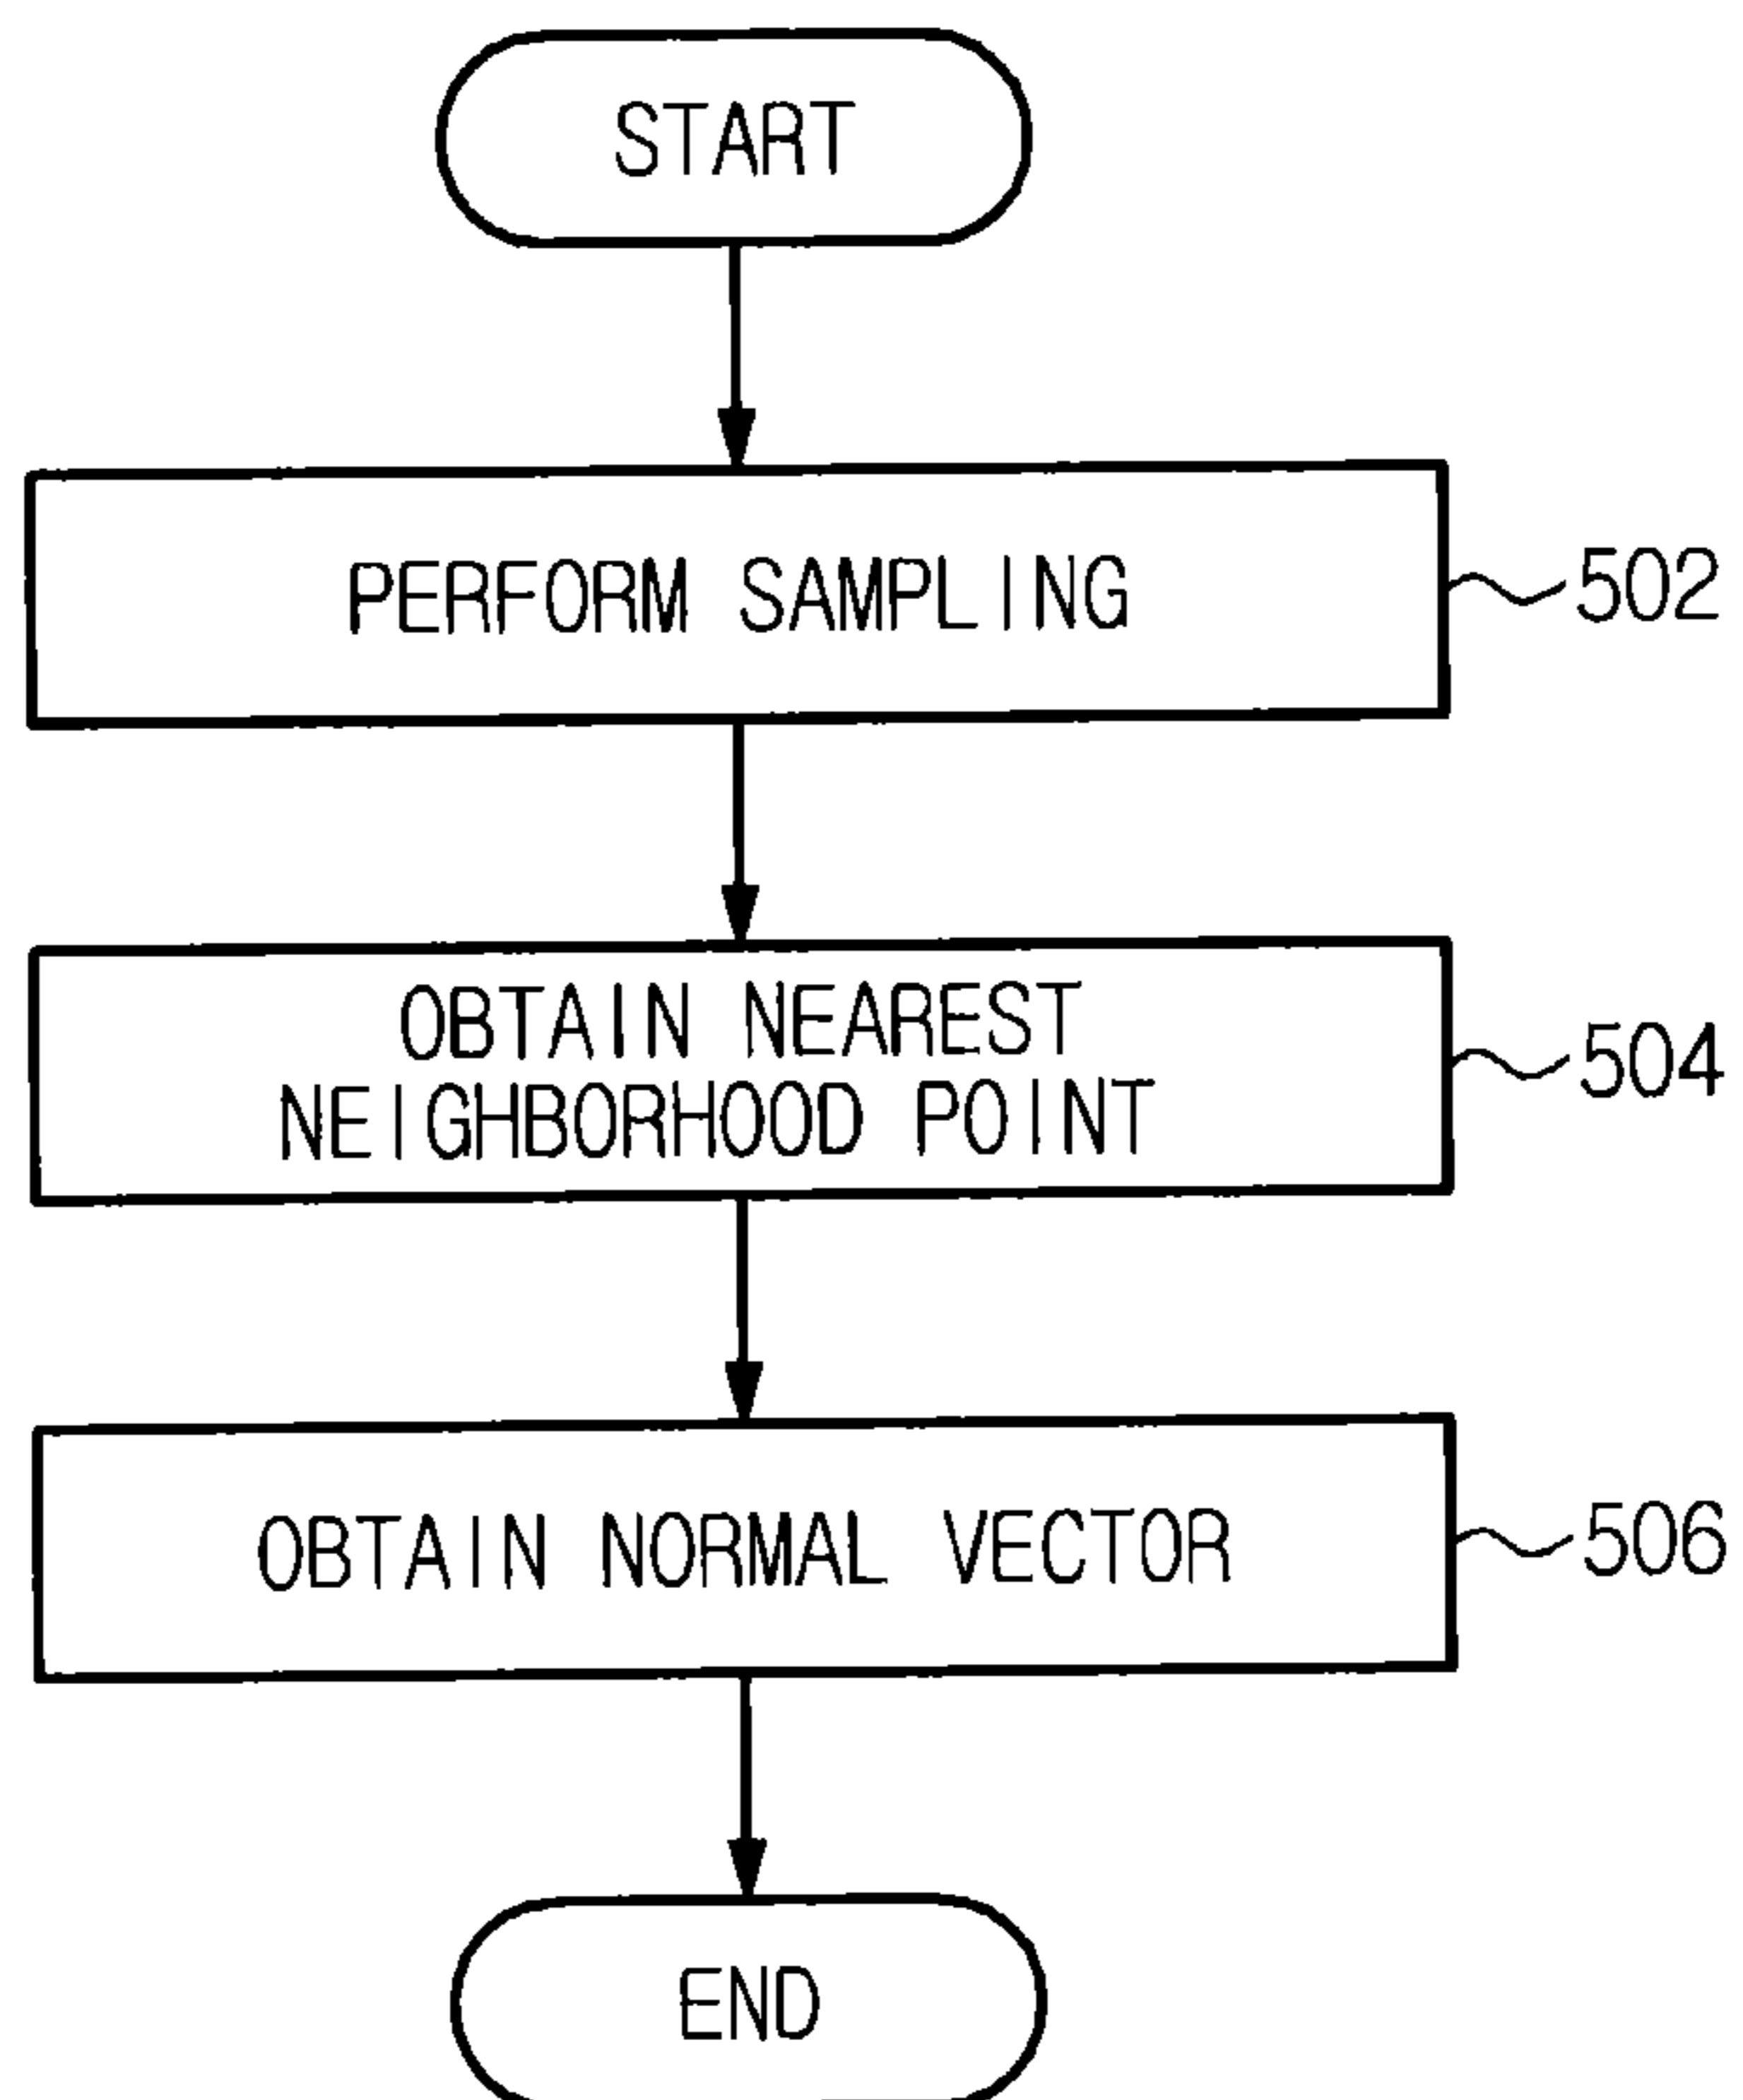 START
PERFORM SAMPLING
502
OBTAIN NEAREST
NEIGHBORHOOD POINT
504
OBTAIN NORMAL VECTOR
506
END